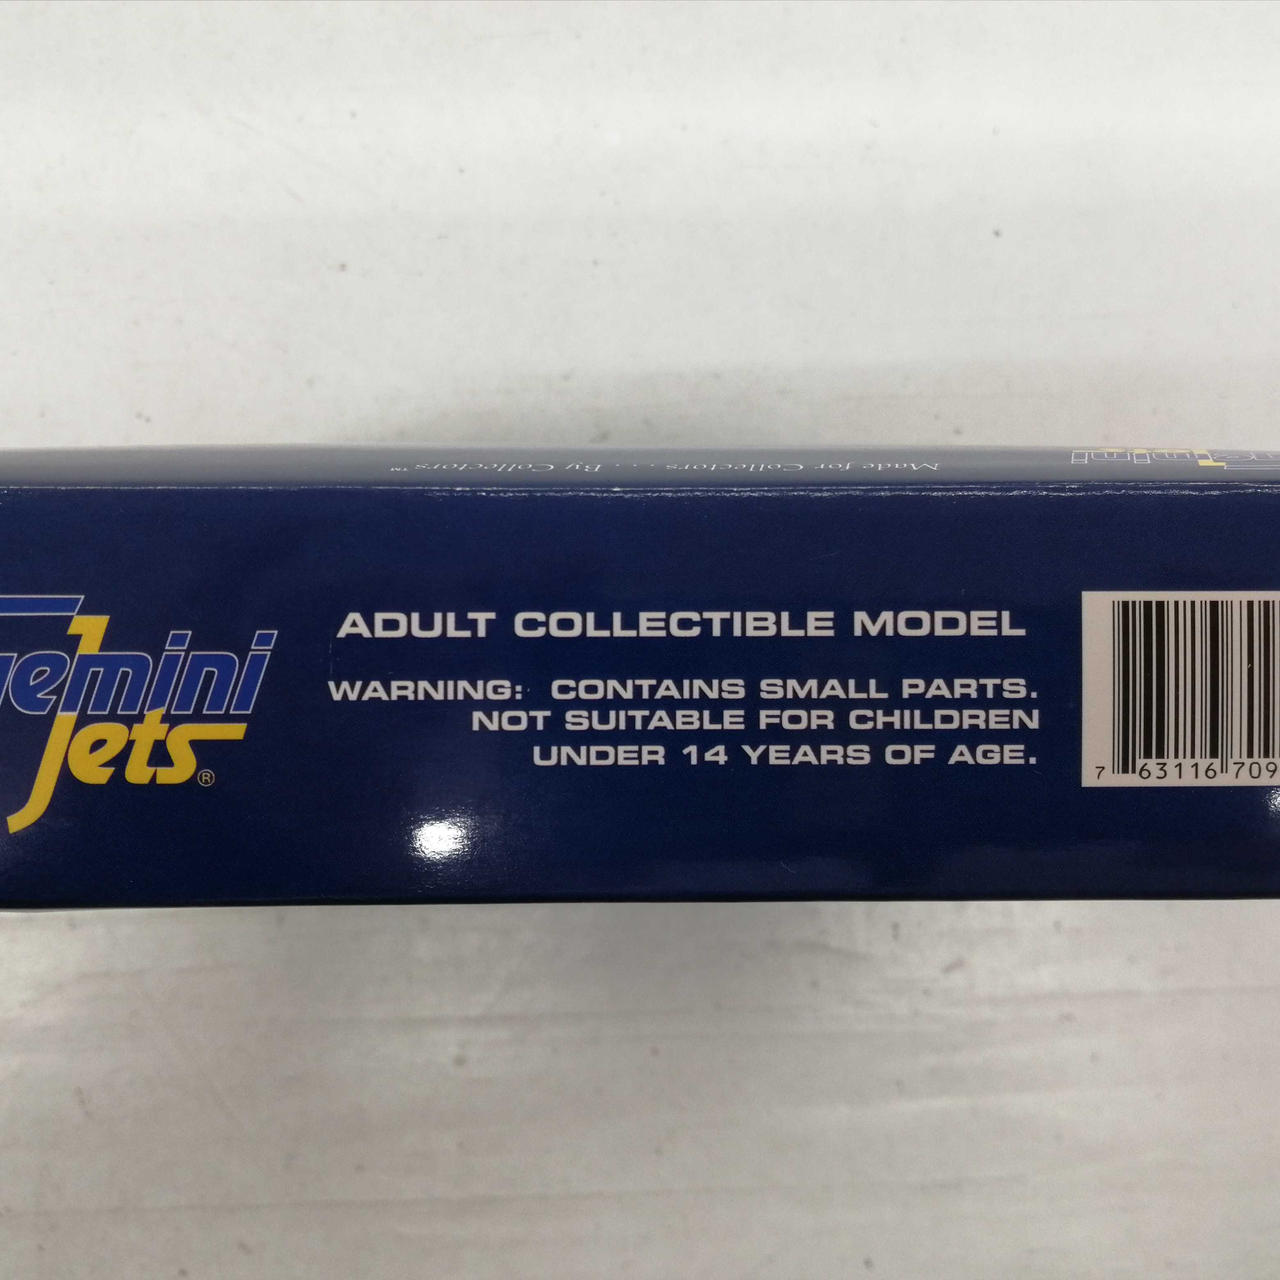 Made for Collectors . . . By Collectors™
Gemini
Jets®
ADULT COLLECTIBLE MODEL
WARNING: CONTAINS SMALL PARTS.
NOT SUITABLE FOR CHILDREN
UNDER 14 YEARS OF AGE.
7 63116 709